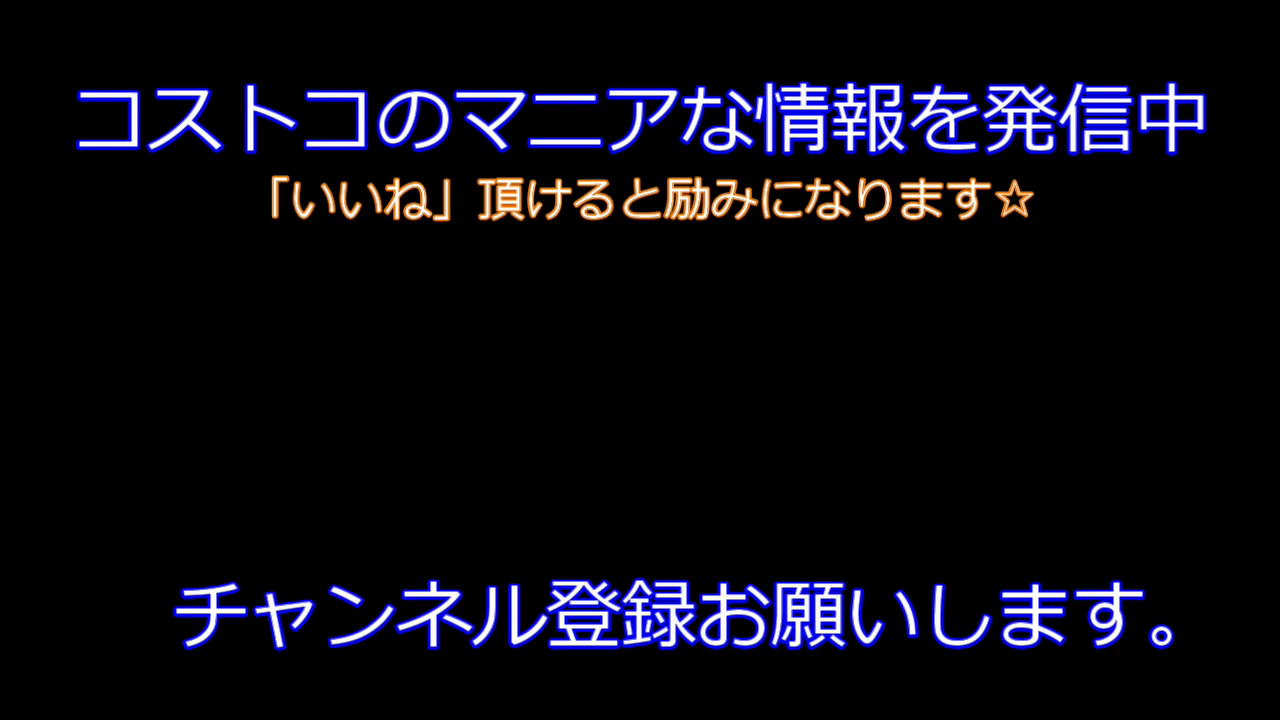 コストコのマニアな情報を発信中
「いいね」頂けると励みになります☆
チャンネル登録お願いします。